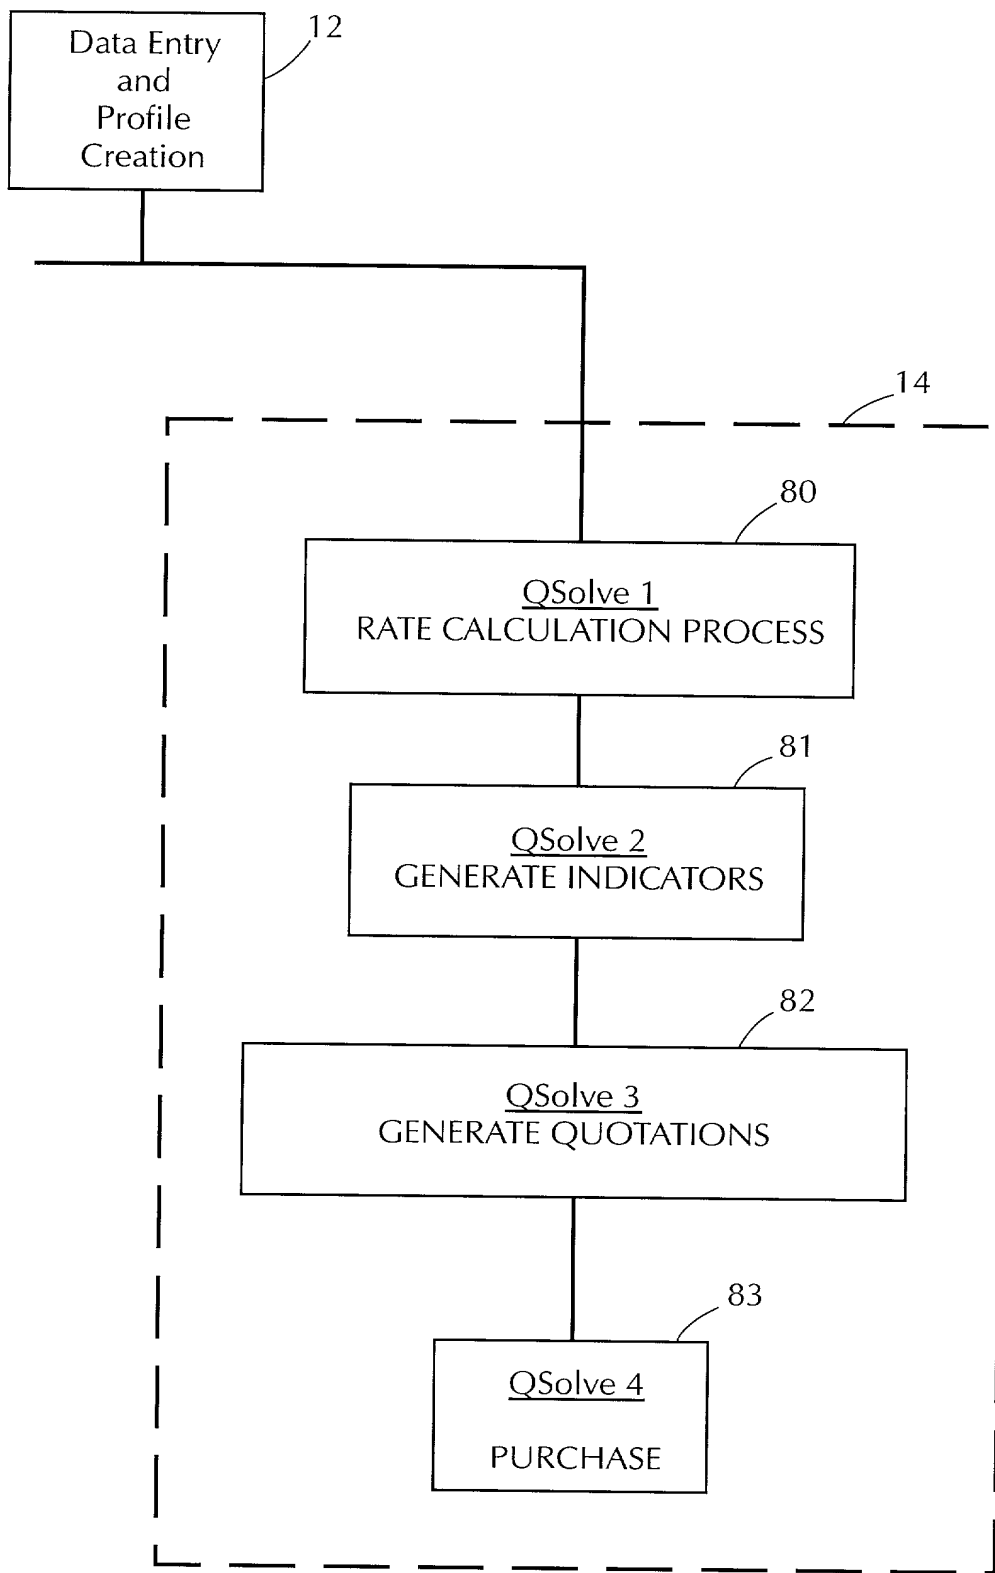 12
Data Entry
and
Profile
Creation
14
80
QSolve 1
RATE CALCULATION PROCESS
81
QSolve 2
GENERATE INDICATORS
82
QSolve 3
GENERATE QUOTATIONS
83
QSolve 4
PURCHASE